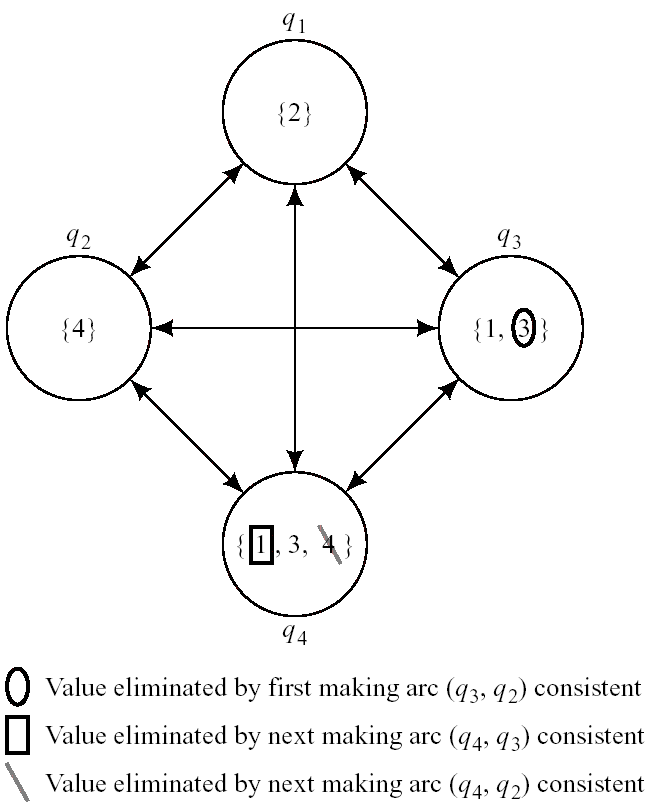 q1
{2}
q2
q3
{4}
{1, 3}
{1, 3, 4}
q4
Value eliminated by first making arc (q3, q2) consistent
Value eliminated by next making arc (q4, q3) consistent
Value eliminated by next making arc (q4, q2) consistent